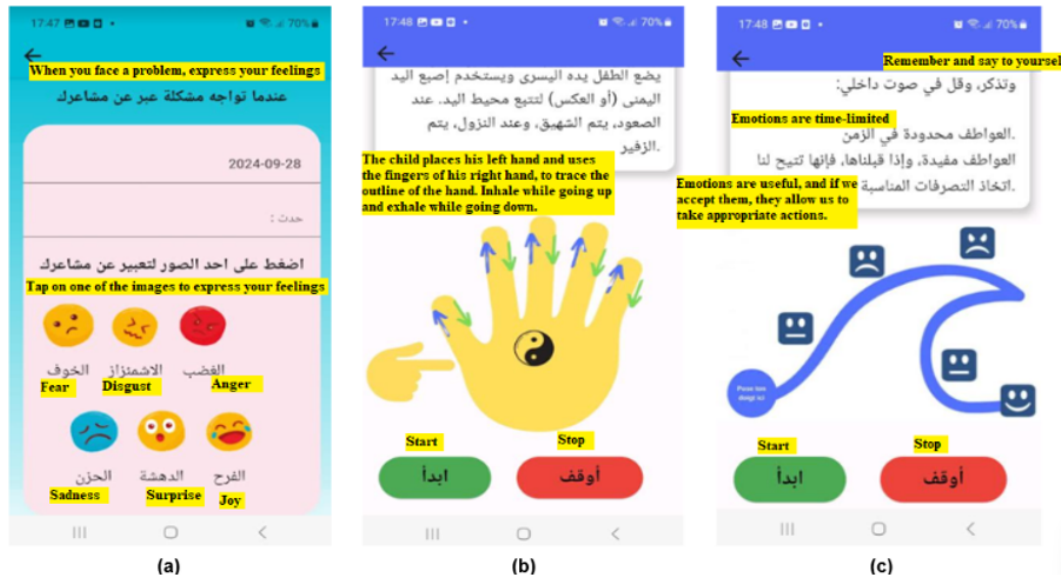 17:47
70%
When you face a problem, express your feelings
عندما تواجه مشكلة عبر عن مشاعرك
2024-09-28
حدث :
اضغط على احد الصور لتعبير عن مشاعرك
Tap on one of the images to express your feelings
الغضب
الاشمئزاز
الخوف
Fear
Disgust
Anger
الفرح
الدهشة
الحزن
Sadness
Surprise
Joy
(a)
17:48
70%
يضع الطفل يده اليسرى ويستخدم إصبع اليد
اليمنى (أو العكس) لتتبع محيط اليد. عند
الصعود، يتم الشهيق، وعند النزول، يتم
الزفير.
The child places his left hand and uses
the fingers of his right hand, to trace the
outline of the hand. Inhale while going up
and exhale while going down.
Start
Stop
ابدأ
أوقف
(b)
17:48
70%
Remember and say to yoursel
وتذكر، وقل في صوت داخلي:
Emotions are time-limited
.العواطف محدودة في الزمن
العواطف مفيدة، وإذا قبلناها، فإنها تتيح لنا
.اتخاذ التصرفات المناسبة
Emotions are useful, and if we
accept them, they allow us to
take appropriate actions.
Pose ton
doigt ici
Start
Stop
ابدأ
أوقف
(c)